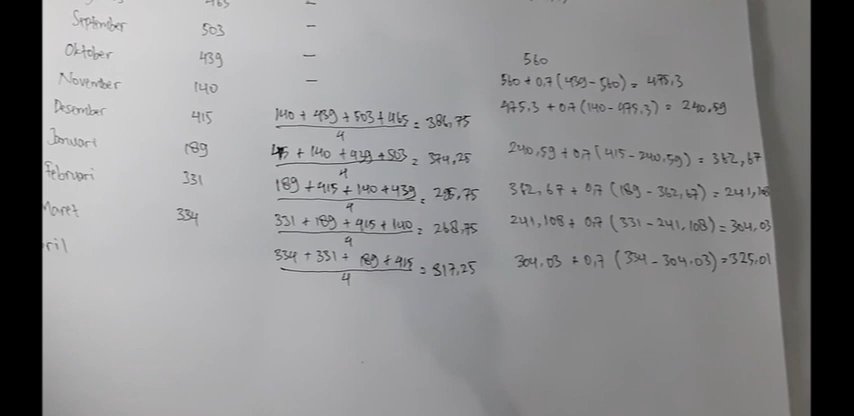 465 -
September 503 -
Oktober 439 - 560
November 140 - 560 + 0.7 (439 - 560) = 475.3
Desember 415 140 + 439 + 503 + 465 / 4 = 386,75 475.3 + 0.7 (140 - 475.3) = 240.59
Januari 189 + 140 + 439 + 503 / 4 = 374,25 240,59 + 0.7 (415 - 240,59) = 362,67
Februari 331 189 + 415 + 140 + 439 / 4 = 295,75 362,67 + 0.7 (189 - 362,67) = 241,108
Maret 334 331 + 189 + 415 + 140 / 4 = 268,75 241,108 + 0,7 (331 - 241,108) = 304,03
ril 334 + 331 + 189 + 415 / 4 = 317,25 304,03 + 0,7 (334 - 304,03) = 325,01